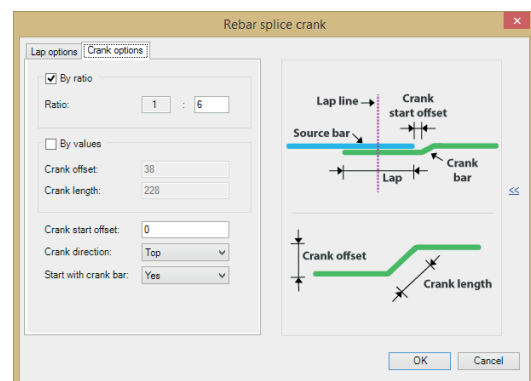 Rebar splice crank
Lap options
Crank options
By ratio
Ratio:
1 : 6
By values
Crank offset:
38
Crank length:
228
Crank start offset:
0
Crank direction:
Top
Start with crank bar:
Yes
Lap line
Crank
start offset
Source bar
Crank
bar
Lap
Crank offset
Crank length
<<
OK
Cancel